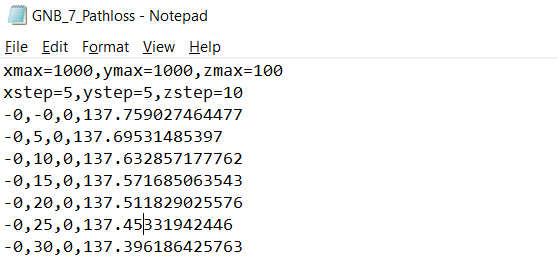 GNB_7_Pathloss - Notepad
File Edit Format View Help
xmax=1000,ymax=1000,zmax=100
xstep=5,ystep=5,zstep=10
-0,-0,0,137.759027464477
-0,5,0,137.69531485397
-0,10,0,137.632857177762
-0,15,0,137.571685063543
-0,20,0,137.511829025576
-0,25,0,137.45331942446
-0,30,0,137.396186425763